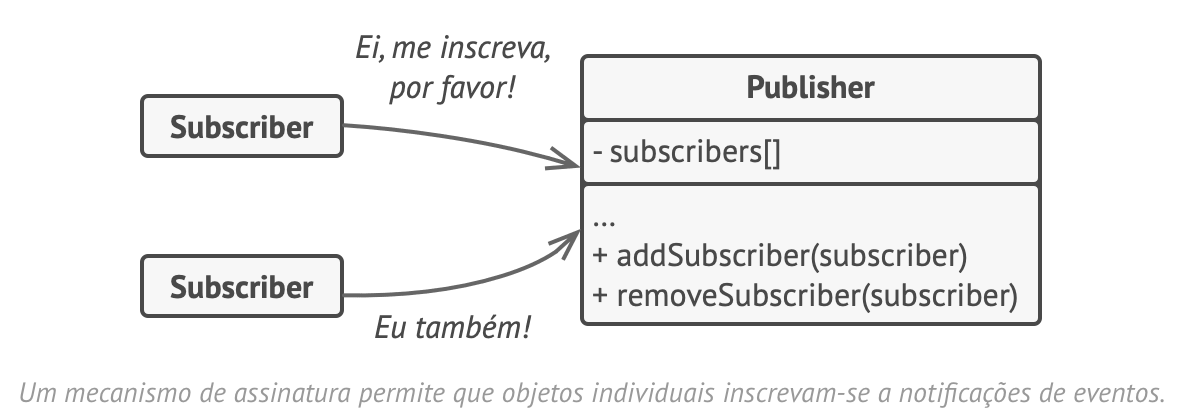 Ei, me inscreva,
por favor!
Subscriber
Publisher
- subscribers[]
...
+ addSubscriber(subscriber)
+ removeSubscriber(subscriber)
Subscriber
Eu também!
Um mecanismo de assinatura permite que objetos individuais inscrevam-se a notificações de eventos.